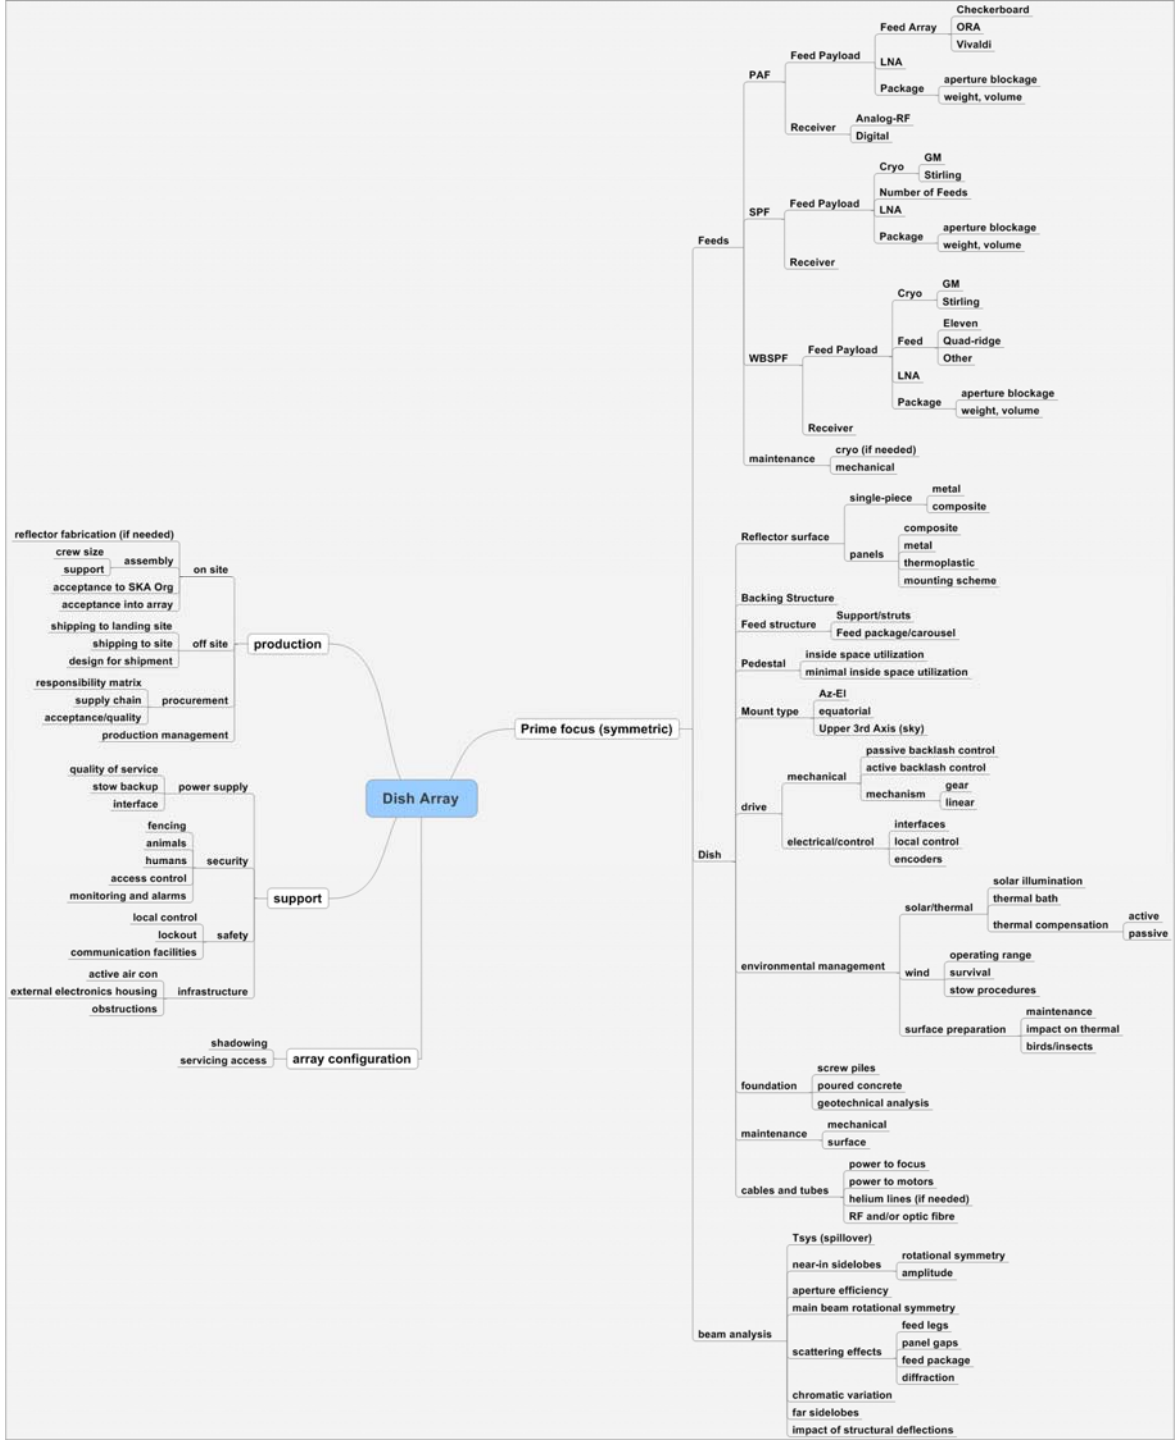 Dish Array
Prime focus (symmetric)
Feeds
PAF
Feed Payload
Feed Array
Checkerboard
ORA
Vivaldi
LNA
Package
aperture blockage
weight, volume
Receiver
Analog-RF
Digital
SPF
Feed Payload
Cryo
GM
Stirling
Number of Feeds
LNA
Package
aperture blockage
weight, volume
Receiver
WBSPF
Feed Payload
Cryo
GM
Stirling
Feed
Eleven
Quad-ridge
Other
LNA
Package
aperture blockage
weight, volume
Receiver
maintenance
cryo (if needed)
mechanical
Dish
Reflector surface
single-piece
metal
composite
panels
composite
metal
thermoplastic
mounting scheme
Backing Structure
Feed structure
Support/struts
Feed package/carousel
Pedestal
inside space utilization
minimal inside space utilization
Mount type
Az-El
equatorial
Upper 3rd Axis (sky)
drive
mechanical
passive backlash control
active backlash control
mechanism
gear
linear
electrical/control
interfaces
local control
encoders
environmental management
solar/thermal
solar illumination
thermal bath
thermal compensation
active
passive
wind
operating range
survival
stow procedures
surface preparation
maintenance
impact on thermal
birds/insects
foundation
screw piles
poured concrete
geotechnical analysis
maintenance
mechanical
surface
cables and tubes
power to focus
power to motors
helium lines (if needed)
RF and/or optic fibre
beam analysis
Tsys (spillover)
near-in sidelobes
rotational symmetry
amplitude
aperture efficiency
main beam rotational symmetry
scattering effects
feed legs
panel gaps
feed package
diffraction
chromatic variation
far sidelobes
impact of structural deflections
production
on site
reflector fabrication (if needed)
assembly
crew size
support
acceptance to SKA Org
acceptance into array
off site
shipping to landing site
shipping to site
design for shipment
procurement
responsibility matrix
supply chain
acceptance/quality
production management
support
power supply
quality of service
stow backup
interface
security
fencing
animals
humans
access control
monitoring and alarms
safety
local control
lockout
communication facilities
infrastructure
active air con
external electronics housing
obstructions
array configuration
shadowing
servicing access